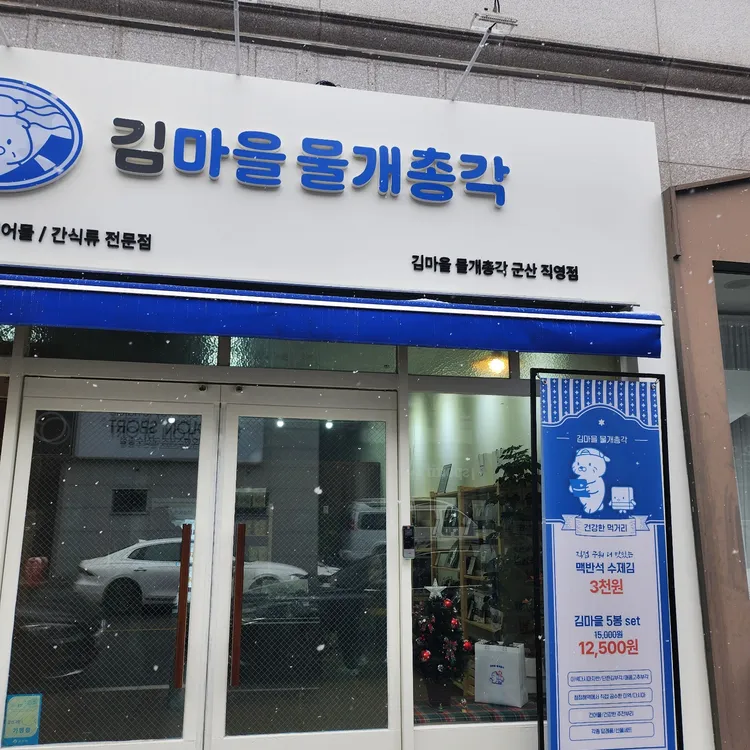 김마을물개총각
어물 / 간식류 전문점
김마을 물개총각 군산 직영점
김마을 물개총각
건강한 먹거리
직접 구워 더 맛있는
맥반석 수제김
3천원
김마을 5봉 set
15,000원
12,500원
SPORT